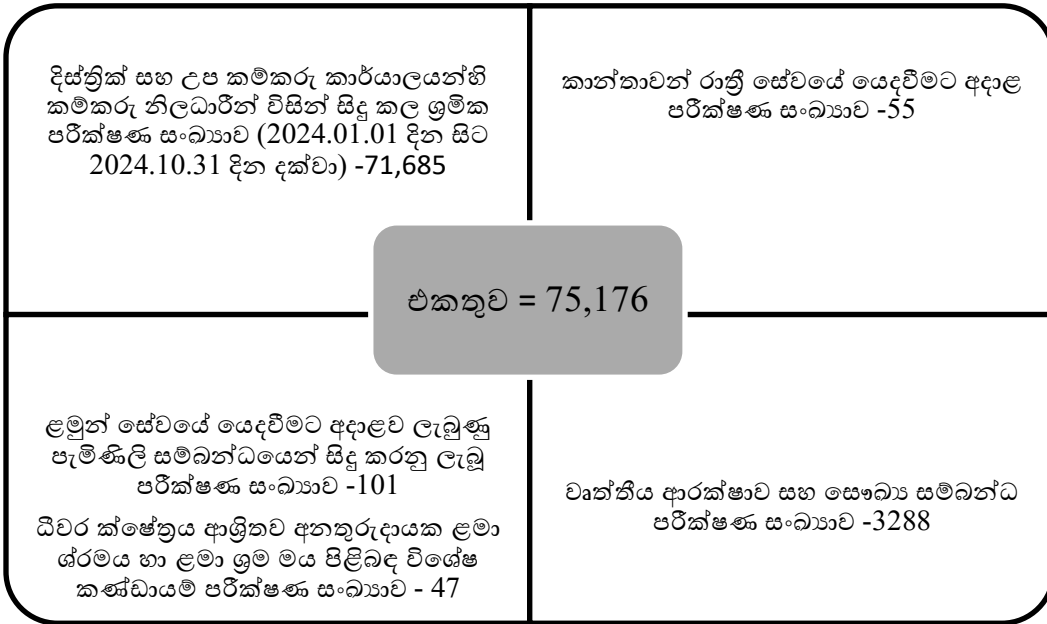 දිස්ත්‍රික් සහ උප කම්කරු කාර්යාලයන්හි
කම්කරු නිලධාරීන් විසින් සිදු කල ශ්‍රමික
පරීක්ෂණ සංඛ්‍යාව (2024.01.01 දින සිට
2024.10.31 දින දක්වා) -71,685
කාන්තාවන් රාත්‍රී සේවයේ යෙදවීමට අදාළ
පරීක්ෂණ සංඛ්‍යාව -55
එකතුව = 75,176
ළමුන් සේවයේ යෙදවීමට අදාළව ලැබුණු
පැමිණිලි සම්බන්ධයෙන් සිදු කරනු ලැබූ
පරීක්ෂණ සංඛ්‍යාව -101
ධීවර ක්ෂේත්‍රය ආශ්‍රිතව අනතුරුදායක ළමා
ශ්රමය හා ළමා ශ්‍රම මය පිළිබඳ විශේෂ
කණ්ඩායම් පරීක්ෂණ සංඛ්‍යාව - 47
වෘත්තීය ආරක්ෂාව සහ සෞඛ්‍ය සම්බන්ධ
පරීක්ෂණ සංඛ්‍යාව -3288